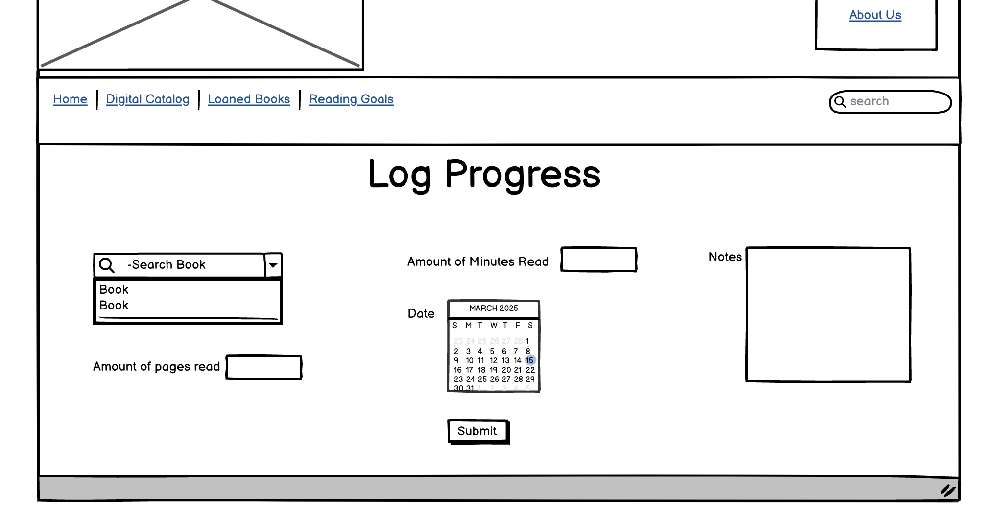 About Us
Home Digital Catalog Loaned Books Reading Goals search
Log Progress
-Search Book
Book
Book
Amount of pages read
Amount of Minutes Read
Date
MARCH 2025
S M T W T F S
23 24 25 26 27 28 1
2 3 4 5 6 7 8
9 10 11 12 13 14 15
16 17 18 19 20 21 22
23 24 25 26 27 28 29
30 31 1 2 3 4 5
Submit
Notes